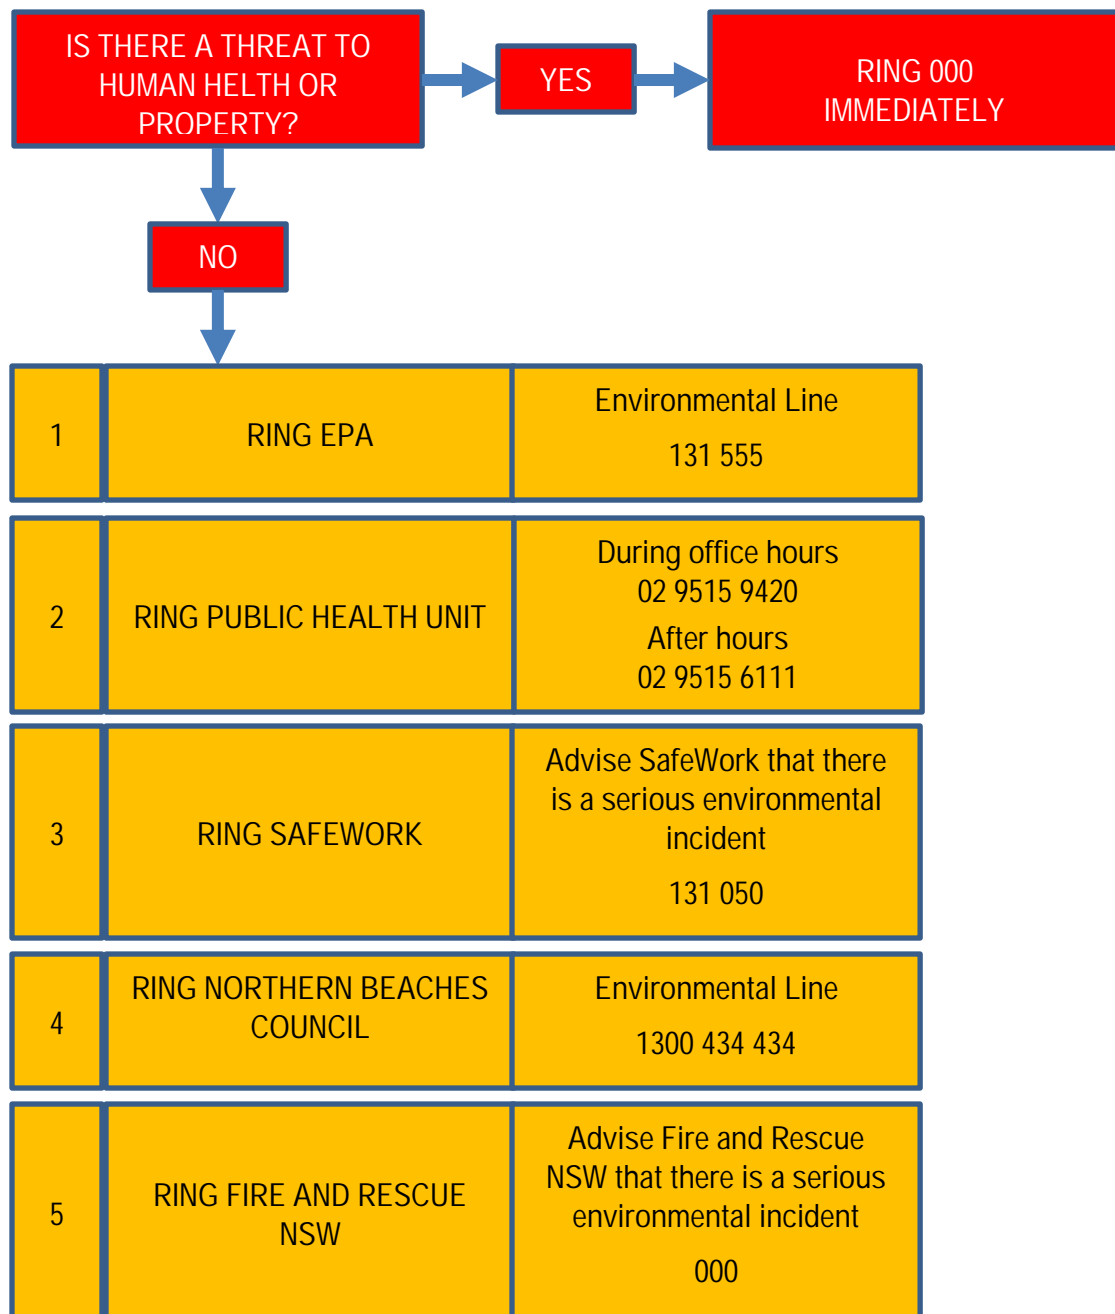 IS THERE A THREAT TO
HUMAN HELTH OR
PROPERTY?
YES
RING 000
IMMEDIATELY
NO
1
RING EPA
Environmental Line
131 555
2
RING PUBLIC HEALTH UNIT
During office hours
02 9515 9420
After hours
02 9515 6111
3
RING SAFEWORK
Advise SafeWork that there
is a serious environmental
incident
131 050
4
RING NORTHERN BEACHES
COUNCIL
Environmental Line
1300 434 434
5
RING FIRE AND RESCUE
NSW
Advise Fire and Rescue
NSW that there is a serious
environmental incident
000